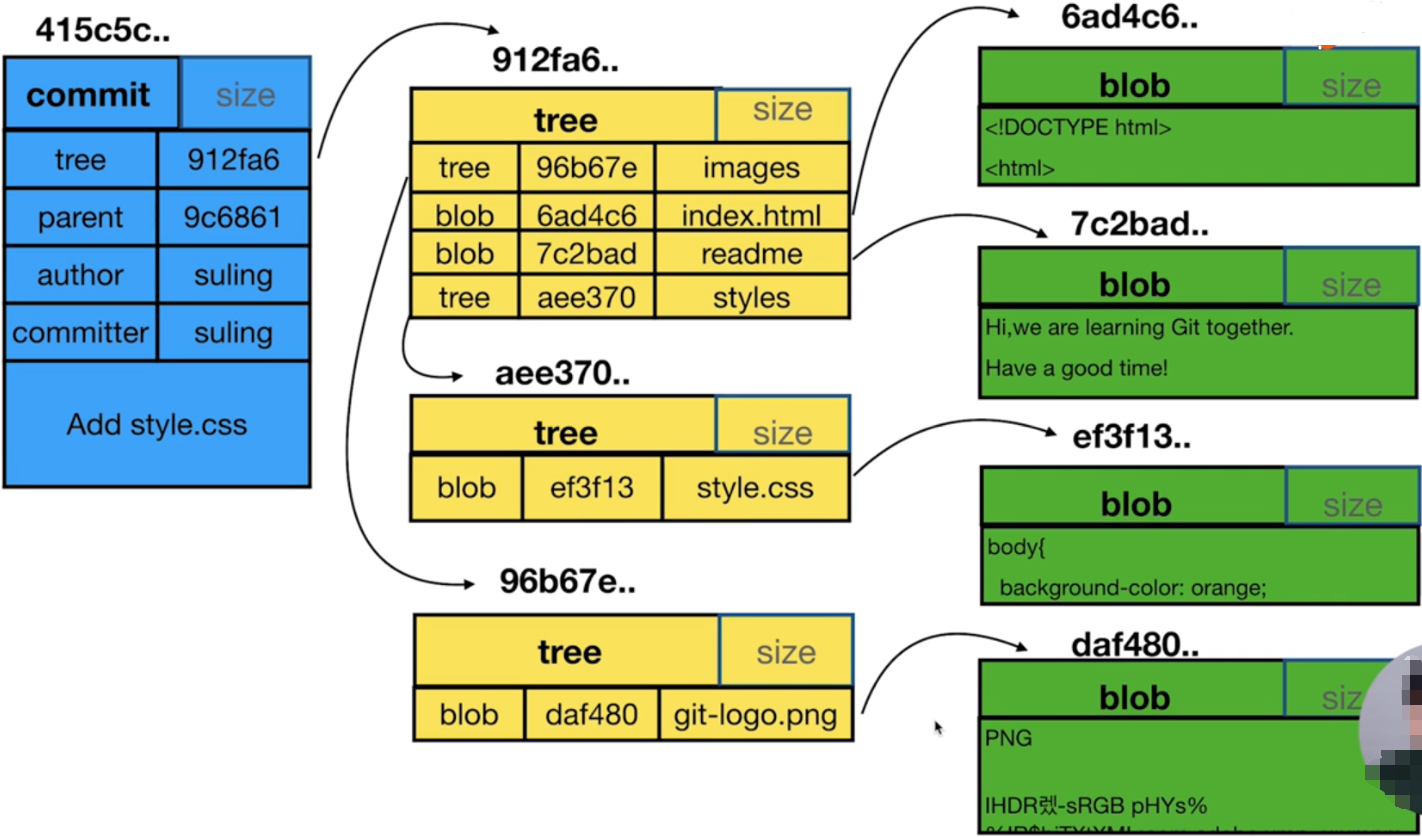 415c5c..
commit size
tree 912fa6
parent 9c6861
author suling
committer suling
Add style.css
912fa6..
tree size
tree 96b67e images
blob 6ad4c6 index.html
blob 7c2bad readme
tree aee370 styles
aee370..
tree size
blob ef3f13 style.css
96b67e..
tree size
blob daf480 git-logo.png
6ad4c6..
blob size
<!DOCTYPE html>
<html>
7c2bad..
blob size
Hi,we are learning Git together.
Have a good time!
ef3f13..
blob size
body{
background-color: orange;
daf480..
blob siz
PNG
IHDR렜-sRGB pHYs%